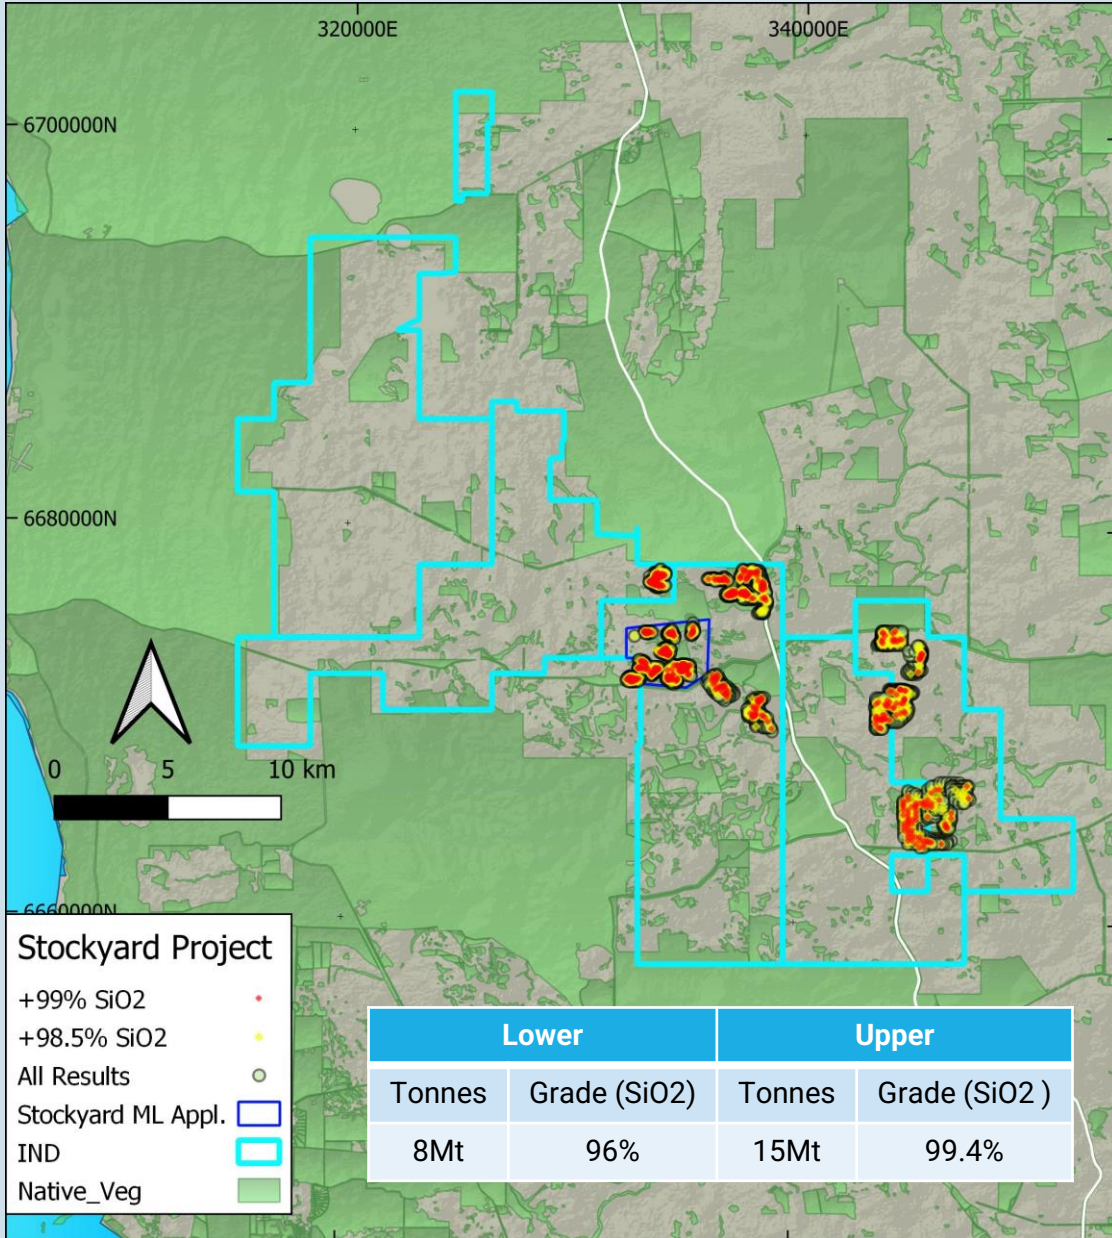 320000E 340000E
6700000N
6680000N
0 5 10 km
6660000N
Stockyard Project
+99% SiO2
+98.5% SiO2
All Results
Stockyard ML Appl.
IND
Native_Veg
Lower Upper
Tonnes Grade (SiO2) Tonnes Grade (SiO2 )
8Mt 96% 15Mt 99.4%